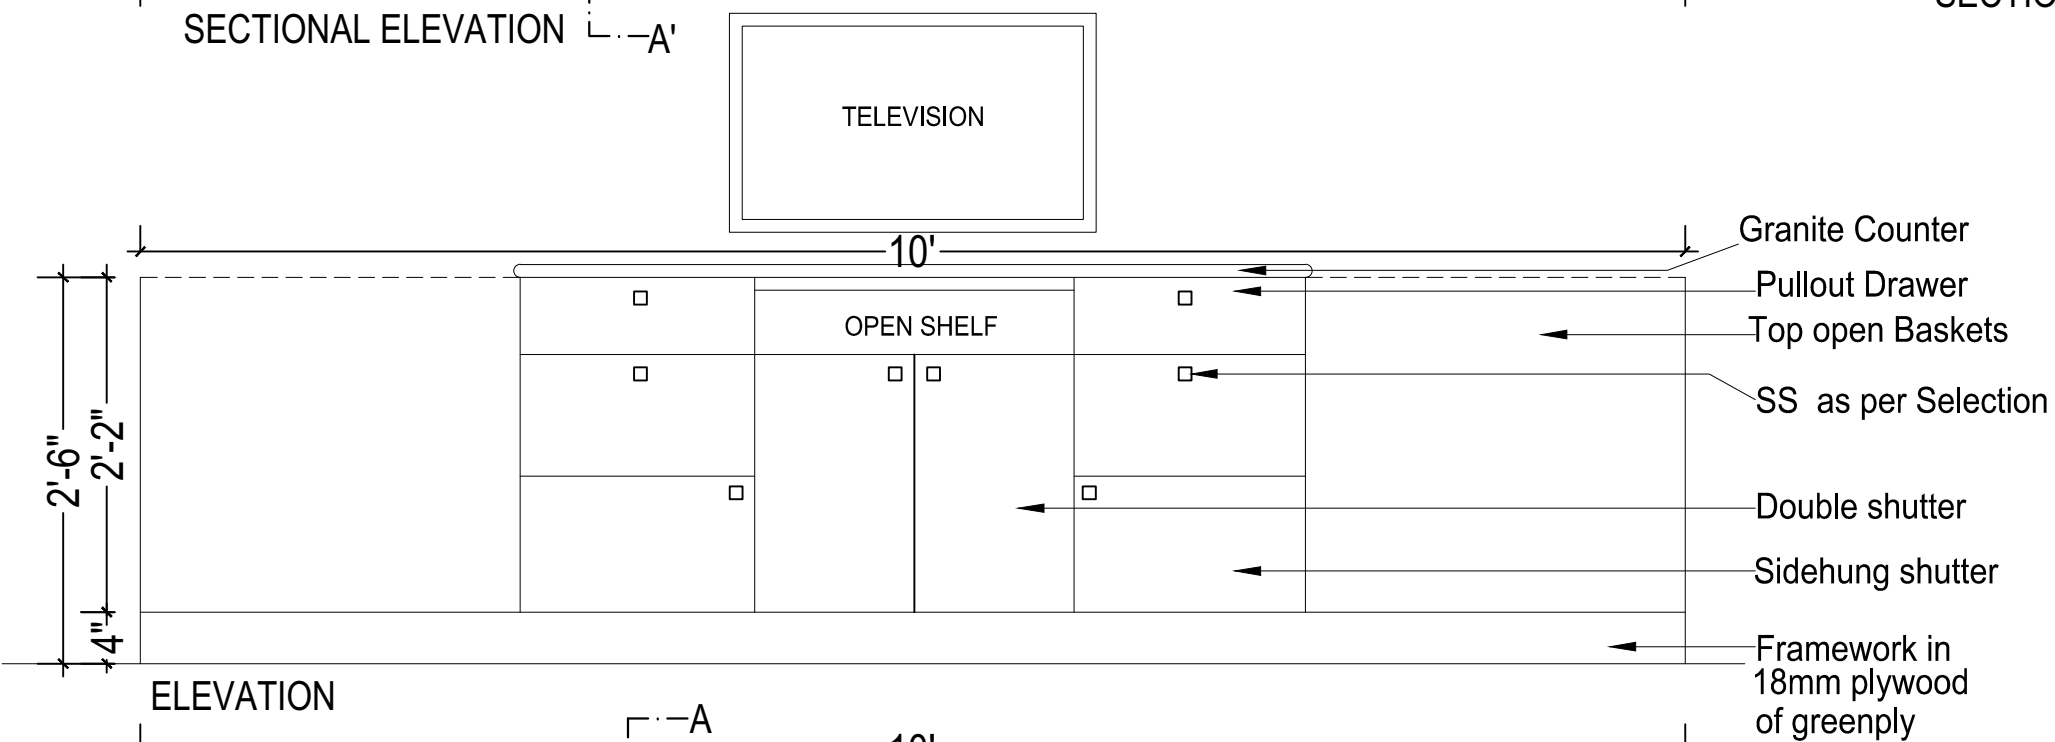 SECTIONAL ELEVATION
A'
TELEVISION
10'
Granite Counter
Pullout Drawer
Top open Baskets
OPEN SHELF
SS as per Selection
2'-6"
2'-2"
Double shutter
Sidehung shutter
4"
Framework in
18mm plywood
of greenply
ELEVATION
A